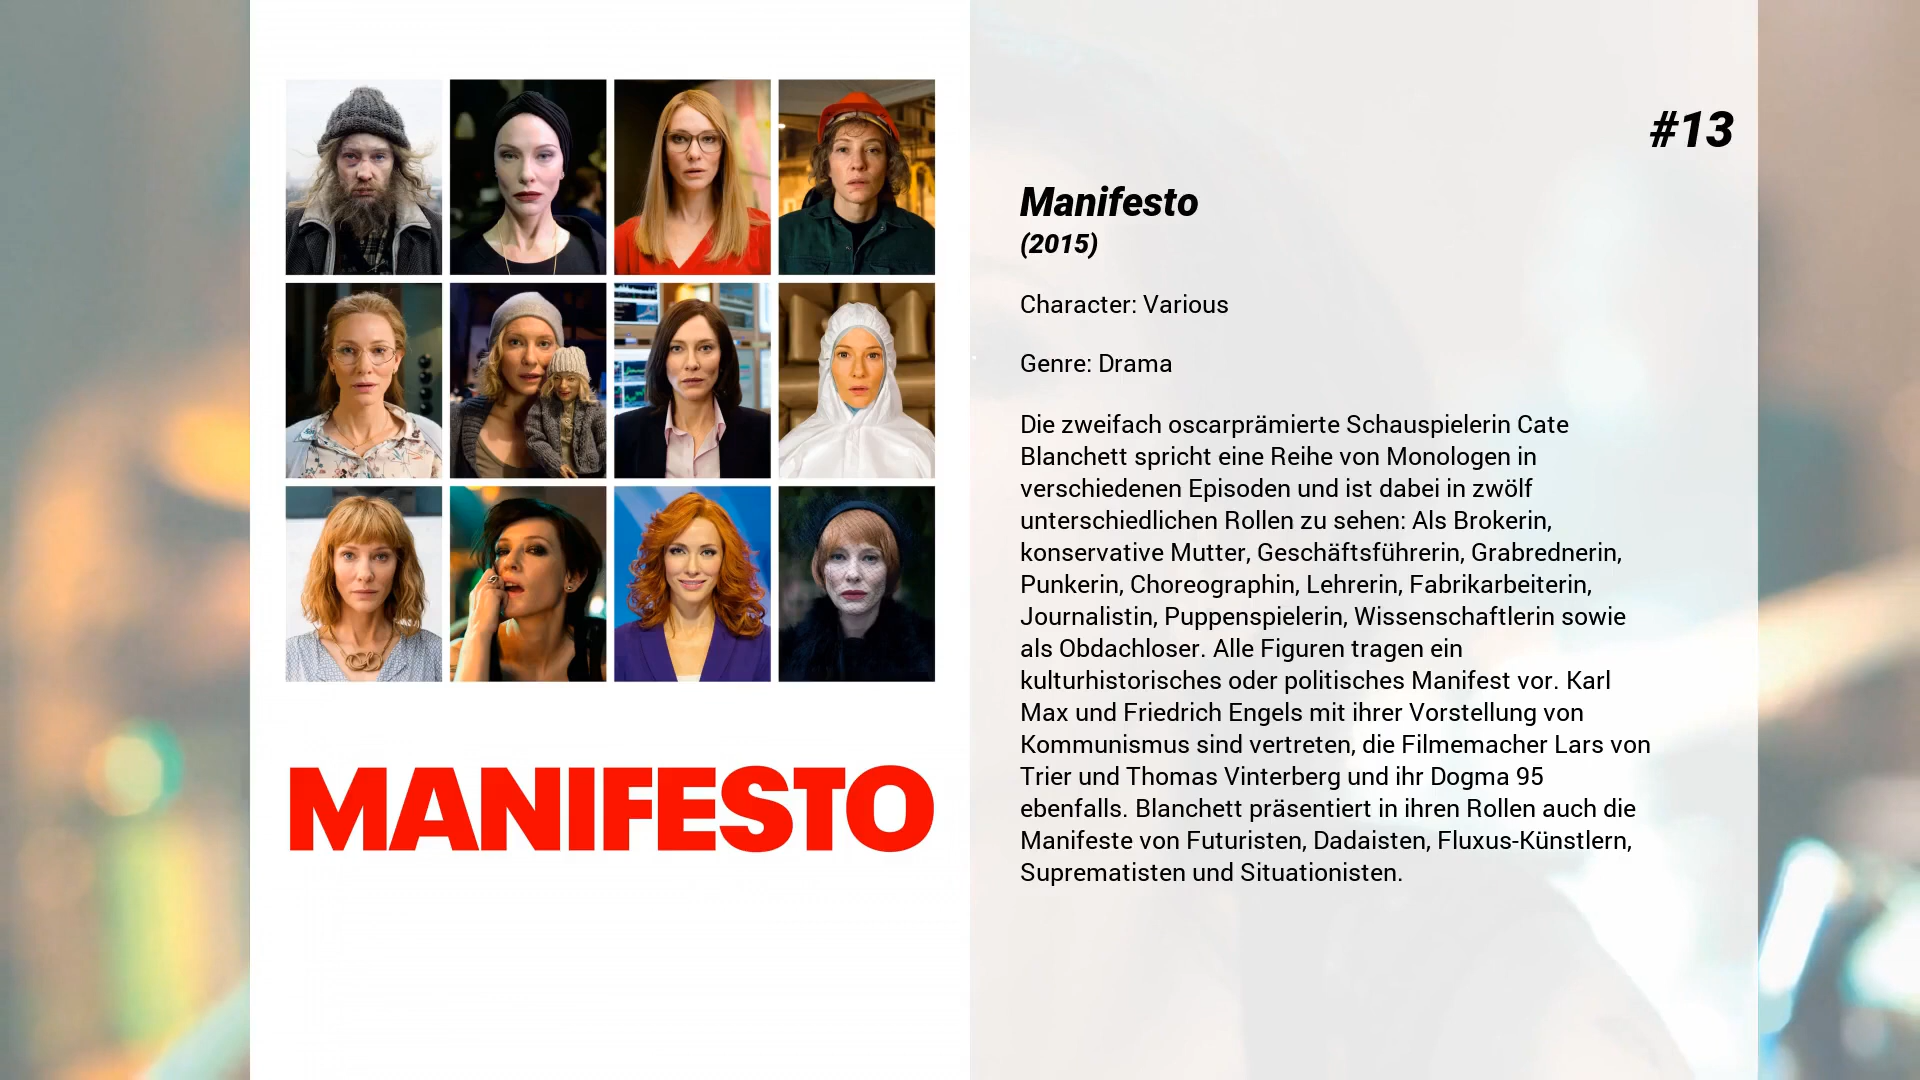 MANIFESTO
#13
Manifesto
(2015)
Character: Various
Genre: Drama
Die zweifach oscarprämierte Schauspielerin Cate
Blanchett spricht eine Reihe von Monologen in
verschiedenen Episoden und ist dabei in zwölf
unterschiedlichen Rollen zu sehen: Als Brokerin,
konservative Mutter, Geschäftsführerin, Grabrednerin,
Punkerin, Choreographin, Lehrerin, Fabrikarbeiterin,
Journalistin, Puppenspielerin, Wissenschaftlerin sowie
als Obdachloser. Alle Figuren tragen ein
kulturhistorisches oder politisches Manifest vor. Karl
Max und Friedrich Engels mit ihrer Vorstellung von
Kommunismus sind vertreten, die Filmemacher Lars von
Trier und Thomas Vinterberg und ihr Dogma 95
ebenfalls. Blanchett präsentiert in ihren Rollen auch die
Manifeste von Futuristen, Dadaisten, Fluxus-Künstlern,
Suprematisten und Situationisten.